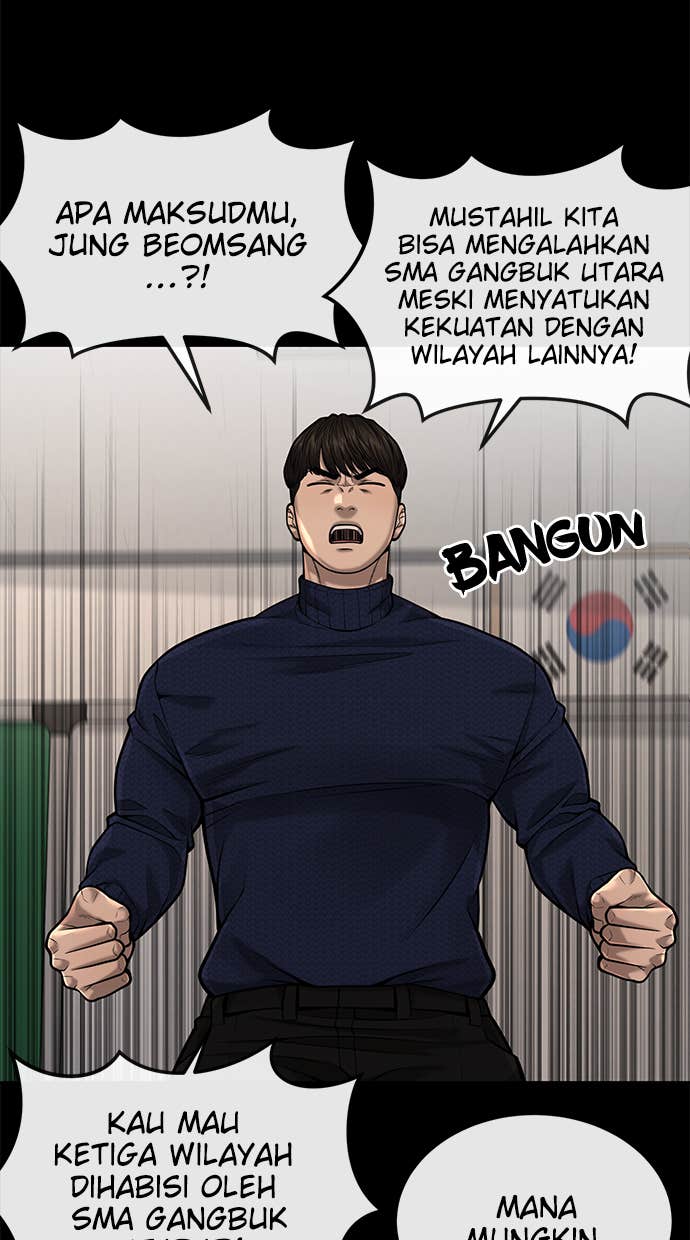 APA MAKSUDMU,
JUNG BEOMSANG
...?!
MUSTAHIL KITA
BISA MENGALAHKAN
SMA GANGBUK UTARA
MESKI MENYATUKAN
KEKUATAN DENGAN
WILAYAH LAINNYA!
BANGUN
KAU MAU
KETIGA WILAYAH
DIHABISI OLEH
SMA GANGBUK
MANA
MUNGKIN